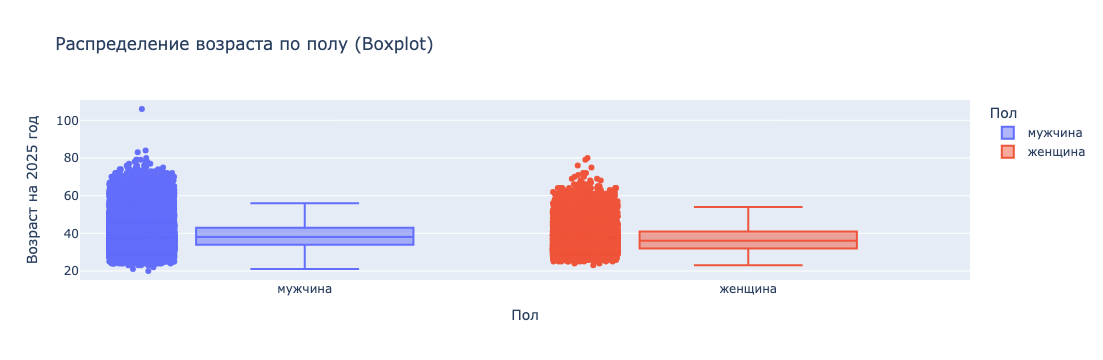 Распределение возраста по полу (Boxplot)
Возраст на 2025 год
100
80
60
40
20
мужчина
женщина
Пол
Пол
мужчина
женщина